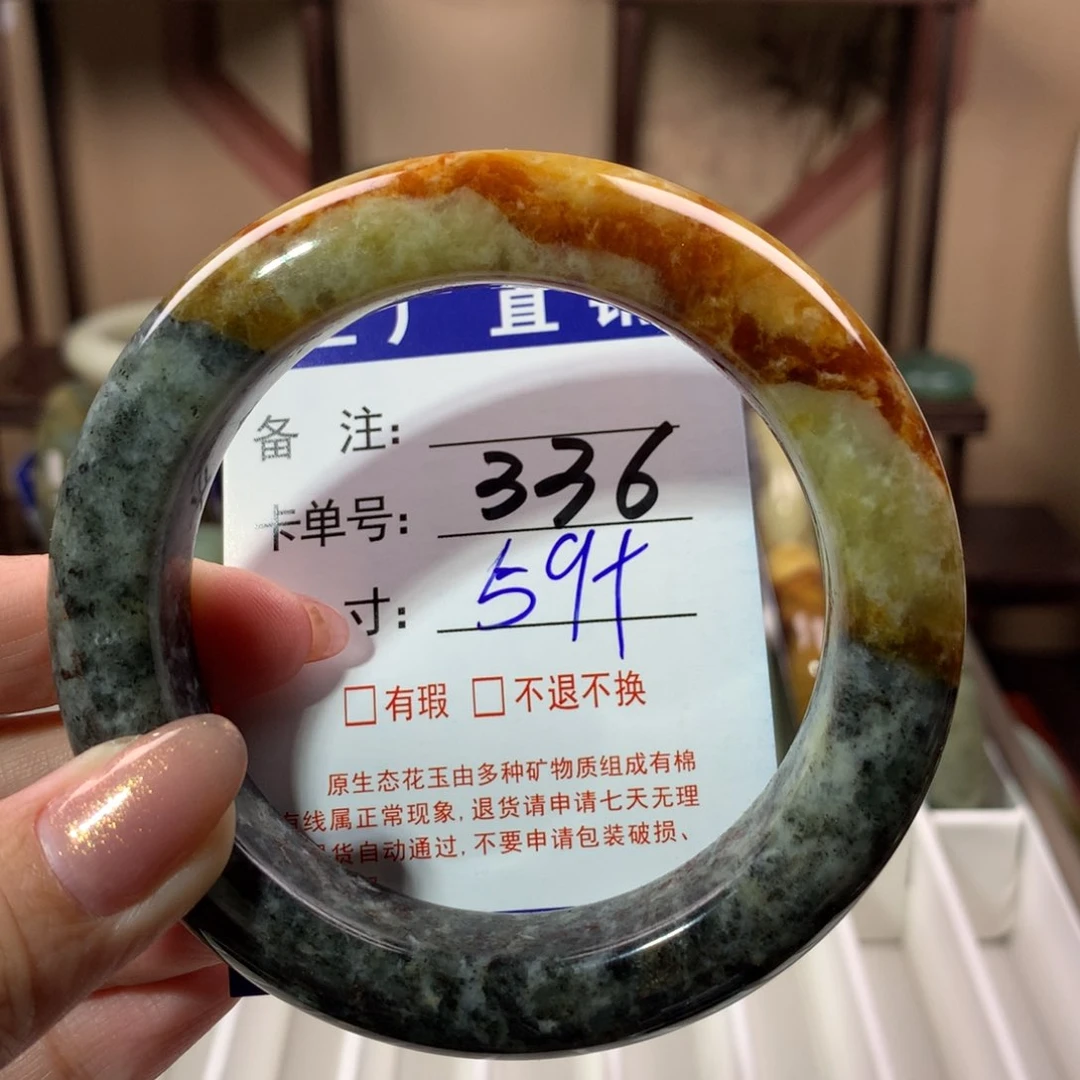 直
备 注:
卡单号: 336
寸: 59+
□有瑕 □不退不换
原生态花玉由多种矿物质组成有棉
有线属正常现象,退货请申请七天无理
货自动通过,不要申请包装破损、